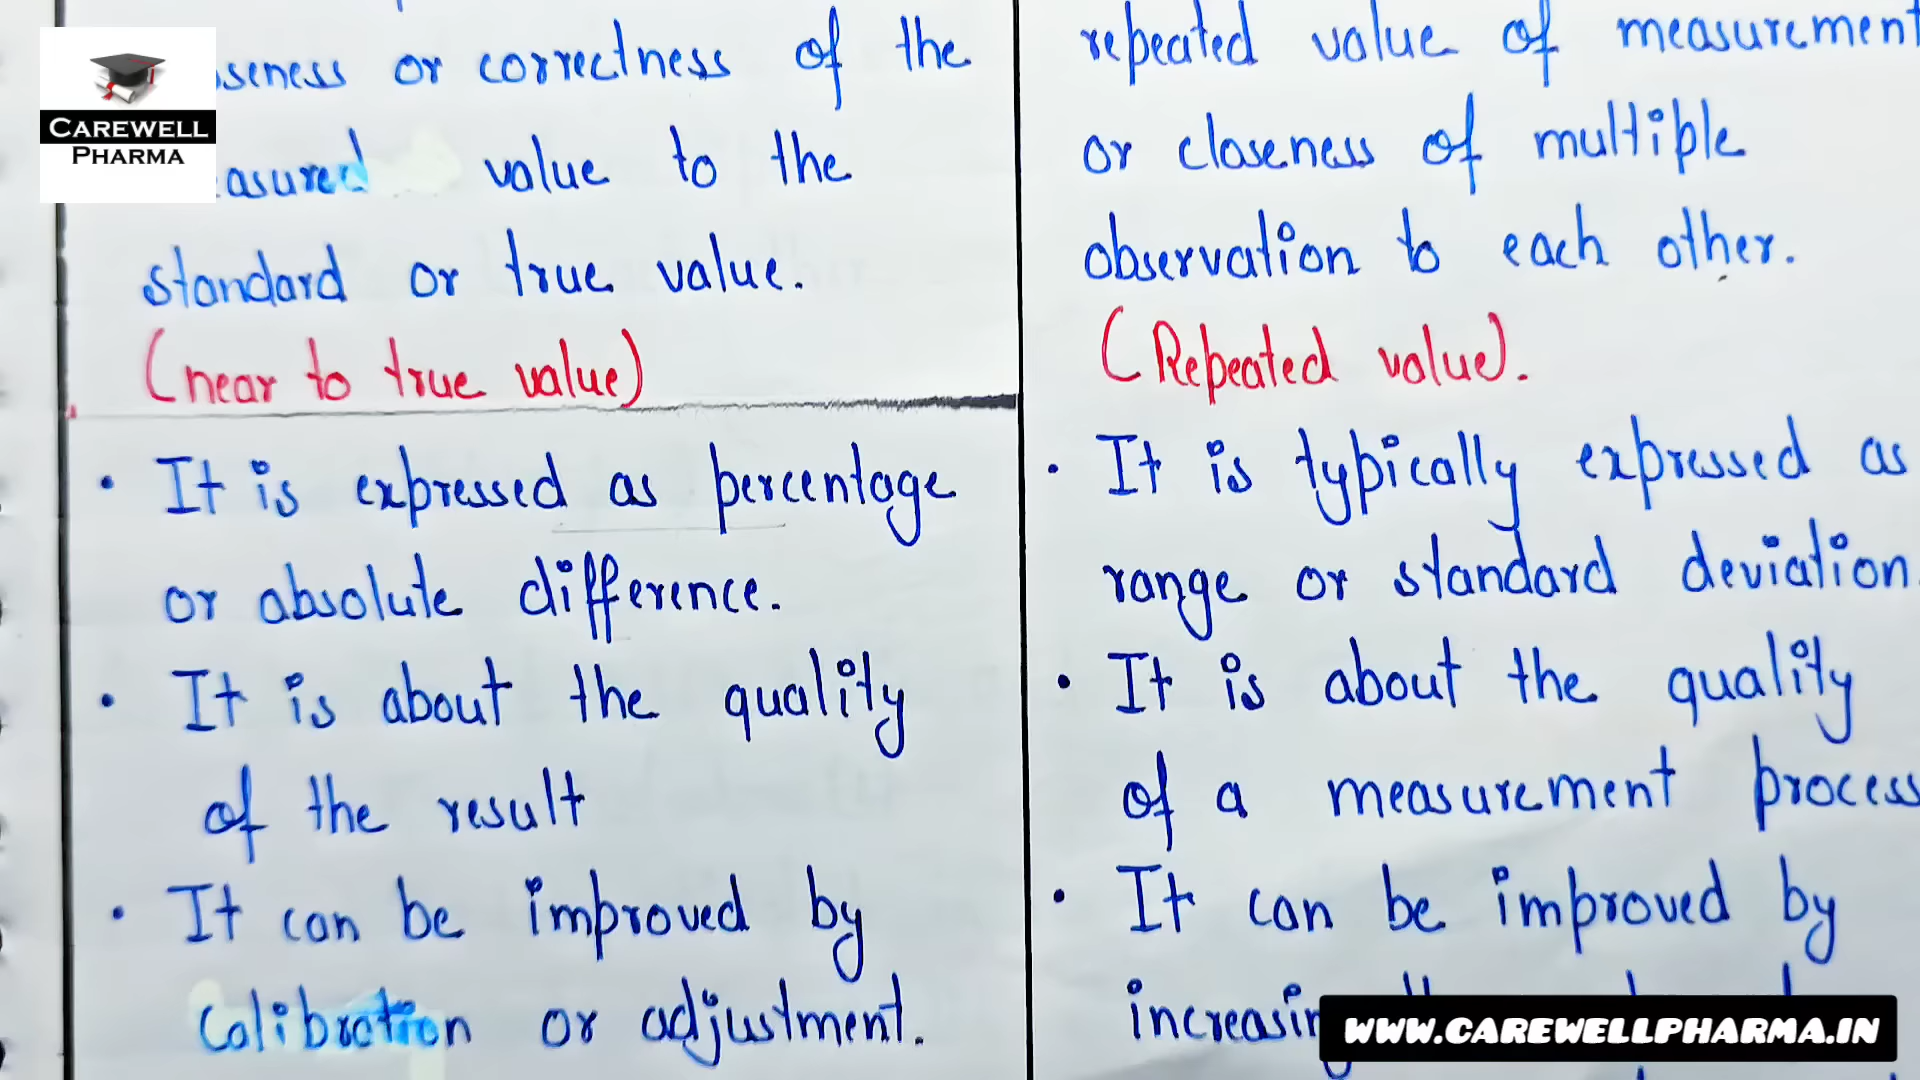 CAREWELL
PHARMA
or correctness of the
value to the
standard or true value.
(near to true value)
• It is expressed as percentage
or absolute difference.
• It is about the quality
of the result
• It can be improved by
calibration or adjustment.
repeated value of measurement
or closeness of multiple
observation to each other.
(Repeated value).
• It is typically expressed as
range or standard deviation.
• It is about the quality
of a measurement process
• It can be improved by
WWW.CAREWELLPHARMA.IN